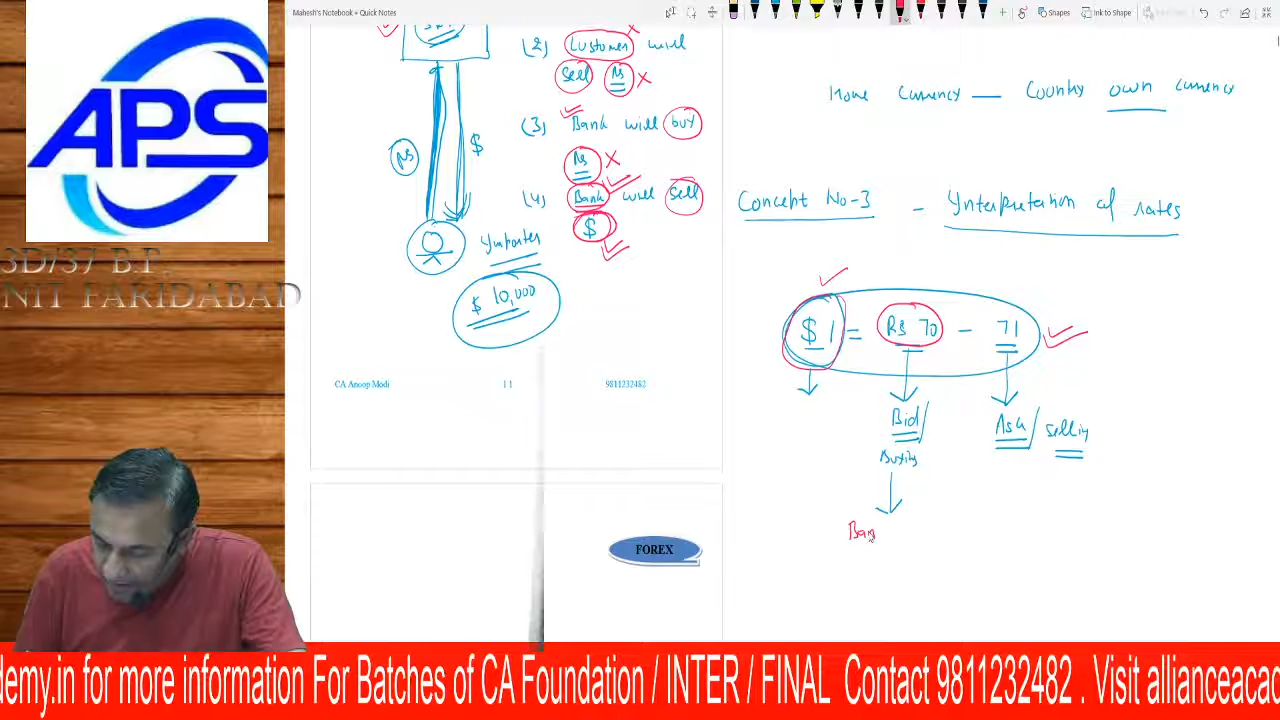 Mahesh's Notebook • Quick Notes
Shapes
Ink to Shape
APS
3D/37 B.P.
NIT FARIDABAD
(2) Customer will
Sell Rs X
(3) Bank will buy
Rs X
(4) Bank will Sell
$
Rs
$
Importer
$ 10,000
CA Anoop Modi
11
9811232482
FOREX
Home Currency — Country own currency
Concept No-3 - Interpretation of rates
$ 1 = Rs 70 - 71
Bid/
Buying
Ask/ Selling
Ban
demy.in for more information For Batches of CA Foundation / INTER / FINAL Contact 9811232482 . Visit allianceacad